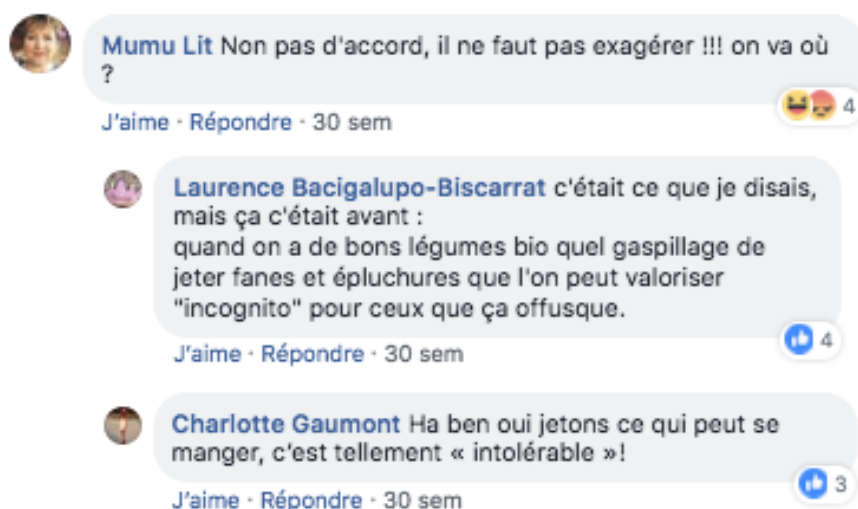 Mumu Lit Non pas d'accord, il ne faut pas exagérer !!! on va où
?
4
J'aime · Répondre · 30 sem
Laurence Bacigalupo-Biscarrat c'était ce que je disais,
mais ça c'était avant :
quand on a de bons légumes bio quel gaspillage de
jeter fanes et épluchures que l'on peut valoriser
"incognito" pour ceux que ça offusque.
4
J'aime · Répondre · 30 sem
Charlotte Gaumont Ha ben oui jetons ce qui peut se
manger, c'est tellement « intolérable »!
3
J'aime · Répondre · 30 sem